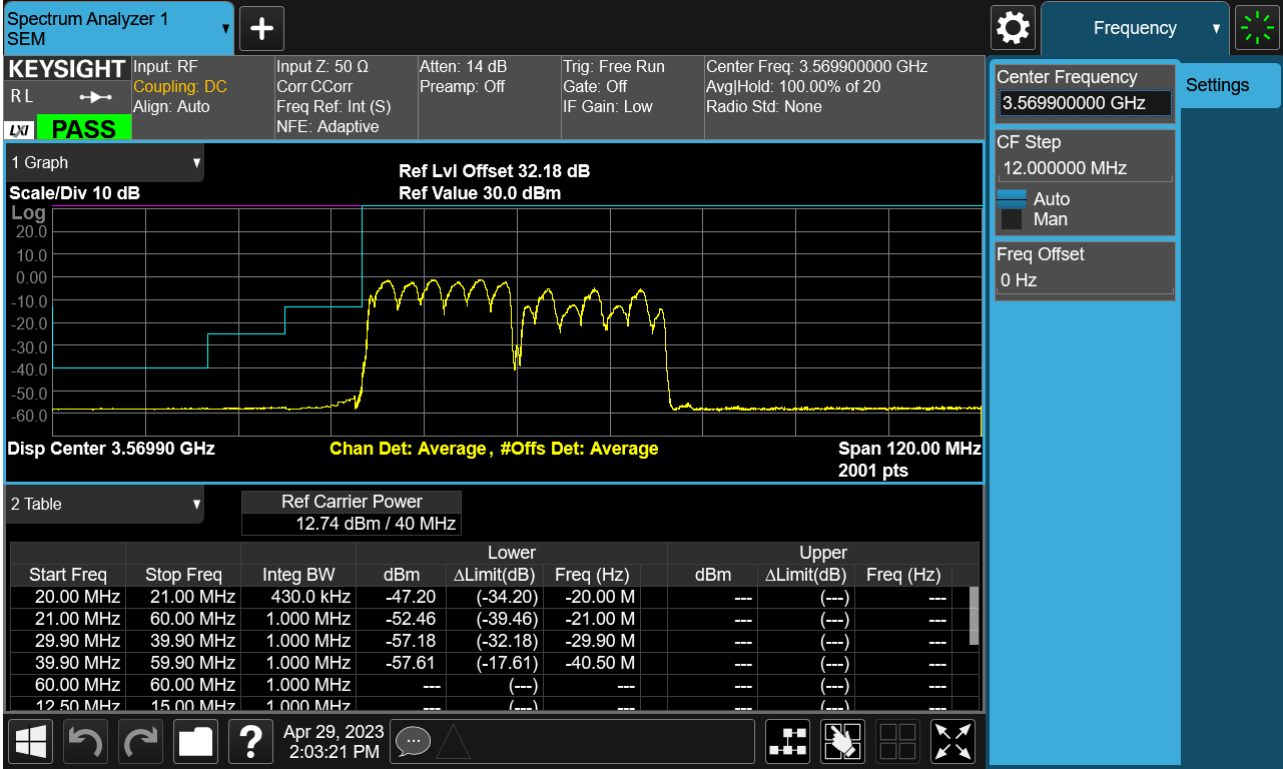 Spectrum Analyzer 1
SEM
Frequency
KEYSIGHT
RL
LXI
PASS
Input: RF
Coupling: DC
Align: Auto
Input Z: 50 Ω
Corr CCorr
Freq Ref: Int (S)
NFE: Adaptive
Atten: 14 dB
Preamp: Off
Trig: Free Run
Gate: Off
IF Gain: Low
Center Freq: 3.569900000 GHz
Avg|Hold: 100.00% of 20
Radio Std: None
Center Frequency
3.569900000 GHz
Settings
CF Step
12.000000 MHz
Auto
Man
Freq Offset
0 Hz
1 Graph
Scale/Div 10 dB
Ref Lvl Offset 32.18 dB
Ref Value 30.0 dBm
Log
20.0
10.0
0.00
-10.0
-20.0
-30.0
-40.0
-50.0
-60.0
Disp Center 3.56990 GHz
Chan Det: Average , #Offs Det: Average
Span 120.00 MHz
2001 pts
2 Table
Ref Carrier Power
12.74 dBm / 40 MHz
Lower Upper
Start Freq Stop Freq Integ BW dBm ΔLimit(dB) Freq (Hz) dBm ΔLimit(dB) Freq (Hz)
20.00 MHz 21.00 MHz 430.0 kHz -47.20 (-34.20) -20.00 M --- (---) ---
21.00 MHz 60.00 MHz 1.000 MHz -52.46 (-39.46) -21.00 M --- (---) ---
29.90 MHz 39.90 MHz 1.000 MHz -57.18 (-32.18) -29.90 M --- (---) ---
39.90 MHz 59.90 MHz 1.000 MHz -57.61 (-17.61) -40.50 M --- (---) ---
60.00 MHz 60.00 MHz 1.000 MHz --- (---) --- --- (---) ---
12.50 MHz 15.00 MHz 1.000 MHz --- (---) --- --- (---) ---
?
Apr 29, 2023
2:03:21 PM